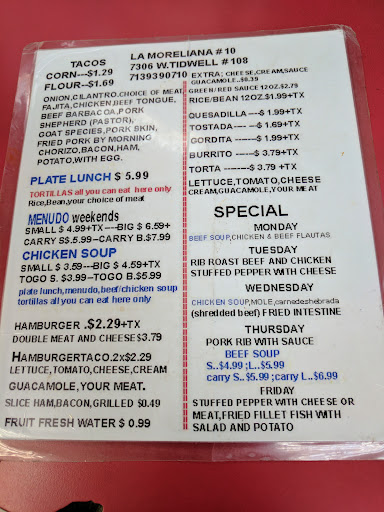 LA MORELIANA # 10
7306 W.TIDWELL # 108
7139390710
TACOS
CORN---$1.29
FLOUR--$1.69
ONION,CILANTRO.CHOICE OF MEAT
FAJITA,CHICKEN,BEEF TONGUE,
BEEF BARBACOA,PORK
SHEPHERD (PASTOR),
GOAT SPECIES,PORK SKIN,
FRIED PORK BY MORNING
CHORIZO,BACON,HAM,
POTATO,WITH EGG.
PLATE LUNCH $ 5.99
TORTILLAS all you can eat here only
Rice,Bean,your choice of meat
MENUDO weekends
SMALL $ 4.99+TX---BIG $ 6.59+
CARRY S$.5.99--CARRY B.$7.99
CHICKEN SOUP
SMALL $ 3.59----BIG $ 4.59+TX
TOGO S. $3.99--TOGO B.$5.99
plate lunch,menudo,beef/chicken soup
tortillas all you can eat here only
HAMBURGER .$2.29+TX
DOUBLE MEAT AND CHEESE $3.79
HAMBURGERTACO.2x$2.29
LETTUCE,TOMATO,CHEESE,CREAM
GUACAMOLE,YOUR MEAT.
SLICE HAM,BACON,GRILLED $0.49
FRUIT FRESH WATER $ 0.99
EXTRA; CHEESE,CREAM,SAUCE
GUACAMOLE..$0.39
GREEN/RED SAUCE 12OZ.$2.79
RICE/BEAN 12OZ.$1.99+TX
QUESADILLA ----$ 1.99+TX
TOSTADA---- --$ 1.69+TX
GORDITA ------$1.99+TX
BURRITO -----$ 3.79+TX
TORTA -------$ 3.79 +TX
LETTUCE,TOMATO,CHEESE
CREAM,GUACAMOLE,YOUR MEAT
SPECIAL
MONDAY
BEEF SOUP,CHICKEN & BEEF FLAUTAS
TUESDAY
RIB ROAST BEEF AND CHICKEN
STUFFED PEPPER WITH CHEESE
WEDNESDAY
CHICKEN SOUP,MOLE,carnedeshebrada
(shredded beef) FRIED INTESTINE
THURSDAY
PORK RIB WITH SAUCE
BEEF SOUP
S..$4.99 ;L..$5.99
carry S..$5.99 ;carry L..$6.99
FRIDAY
STUFFED PEPPER WITH CHEESE OR
MEAT,FRIED FILLET FISH WITH
SALAD AND POTATO